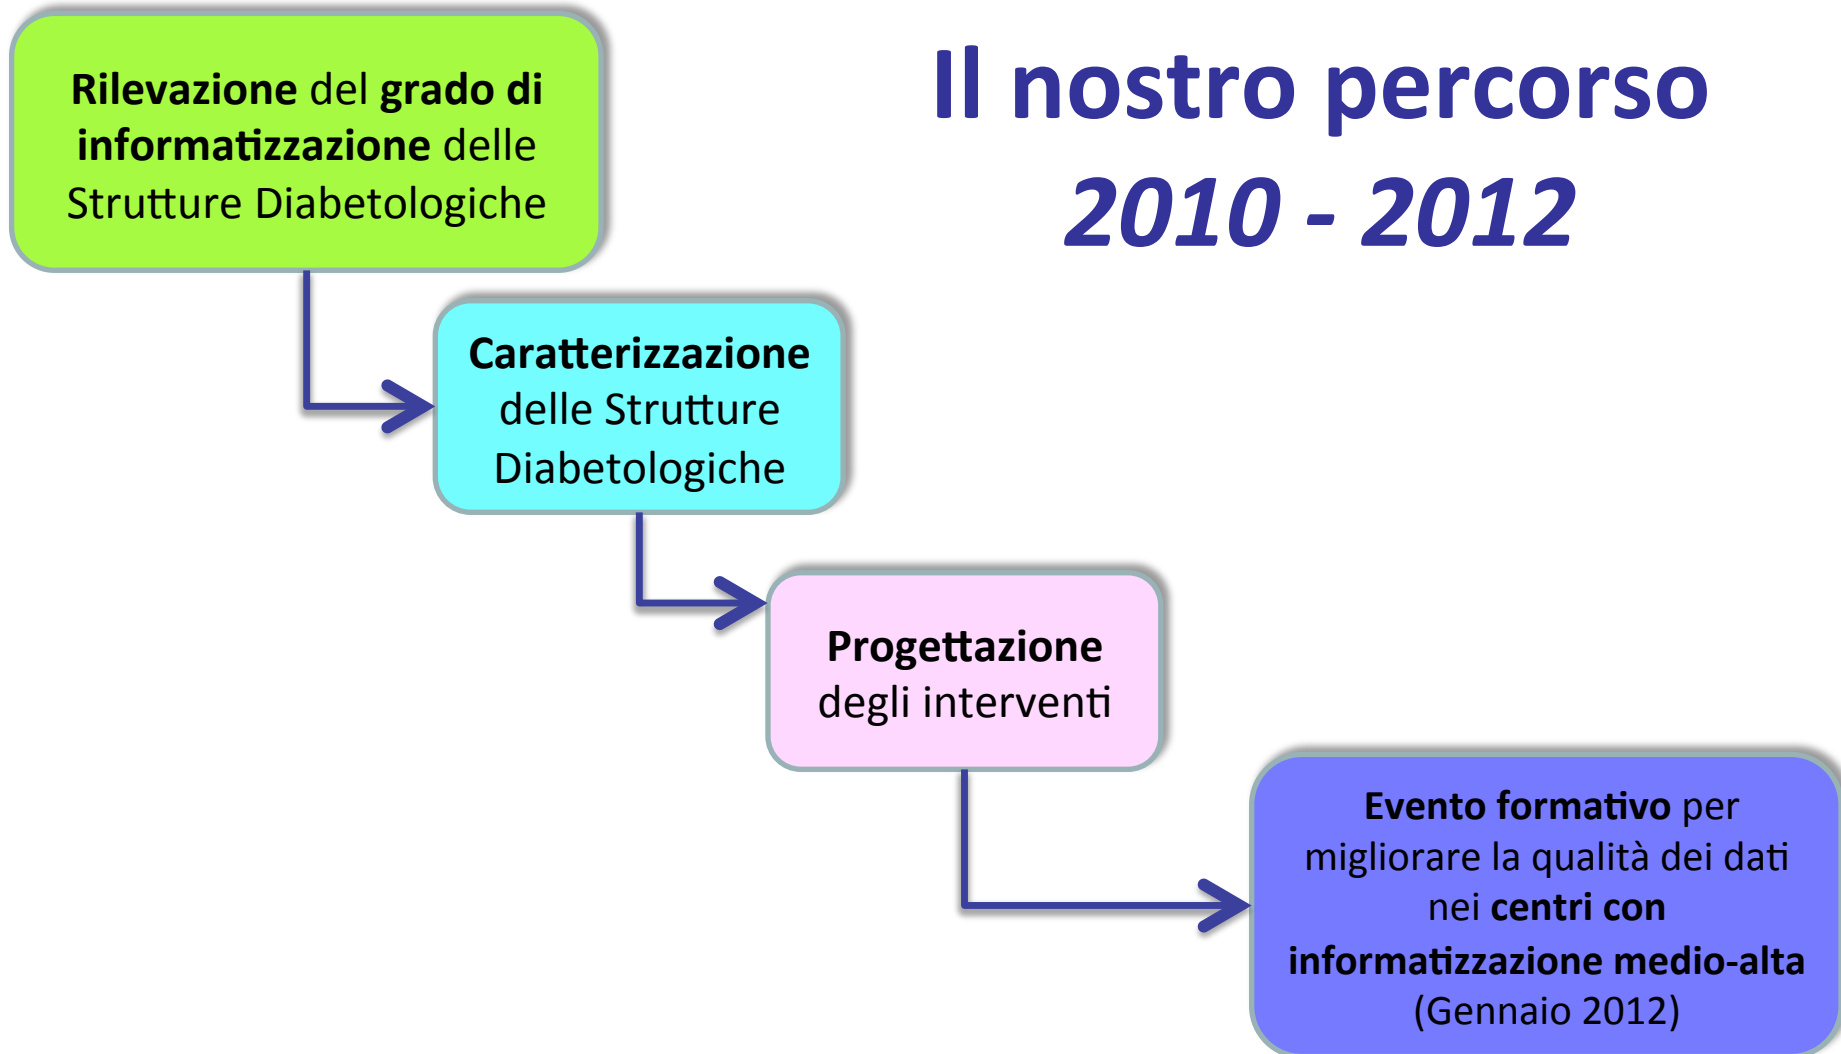 Il nostro percorso
2010 - 2012
Rilevazione del grado di
informatizzazione delle
Strutture Diabetologiche
Caratterizzazione
delle Strutture
Diabetologiche
Progettazione
degli interventi
Evento formativo per
migliorare la qualità dei dati
nei centri con
informatizzazione medio-alta
(Gennaio 2012)